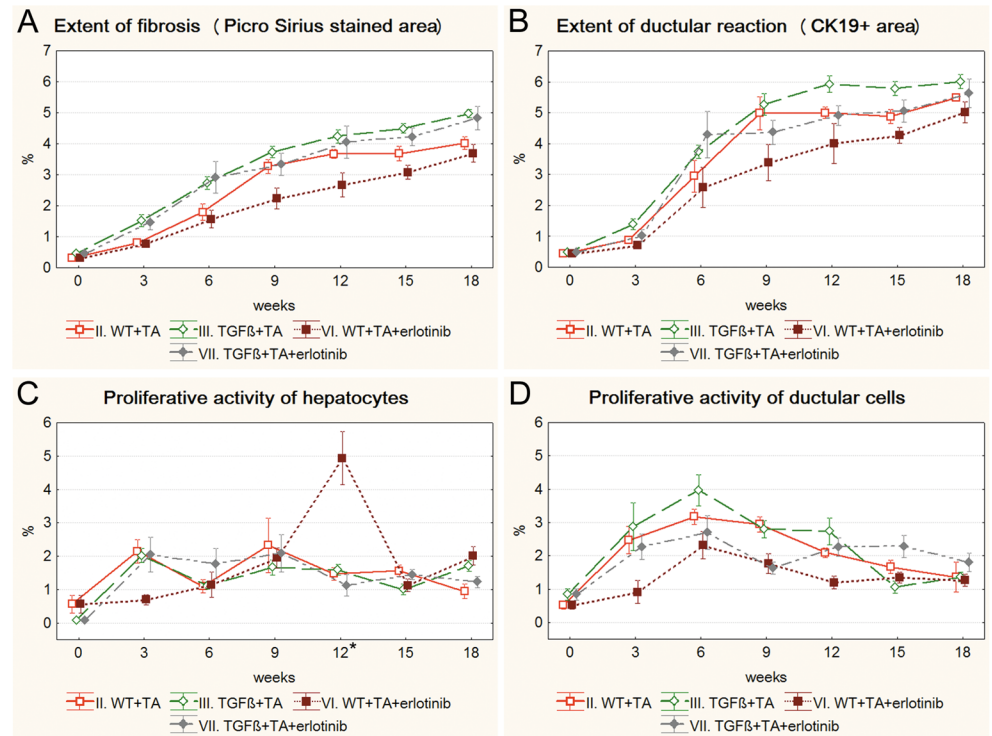 A Extent of fibrosis ( Picro Sirius stained area)
7
6
5
4
3
2
1
0
%
0 3 6 9 12 15 18
weeks
II. WT+TA III. TGFß+TA VI. WT+TA+erlotinib
VII. TGFß+TA+erlotinib
B Extent of ductular reaction ( CK19+ area)
7
6
5
4
3
2
1
0
%
0 3 6 9 12 15 18
weeks
II. WT+TA III. TGFß+TA VI. WT+TA+erlotinib
VII. TGFß+TA+erlotinib
C Proliferative activity of hepatocytes
6
5
4
3
2
1
0
%
0 3 6 9 12* 15 18
weeks
II. WT+TA III. TGFß+TA VI. WT+TA+erlotinib
VII. TGFß+TA+erlotinib
D Proliferative activity of ductular cells
6
5
4
3
2
1
0
%
0 3 6 9 12 15 18
weeks
II. WT+TA III. TGFß+TA VI. WT+TA+erlotinib
VII. TGFß+TA+erlotinib